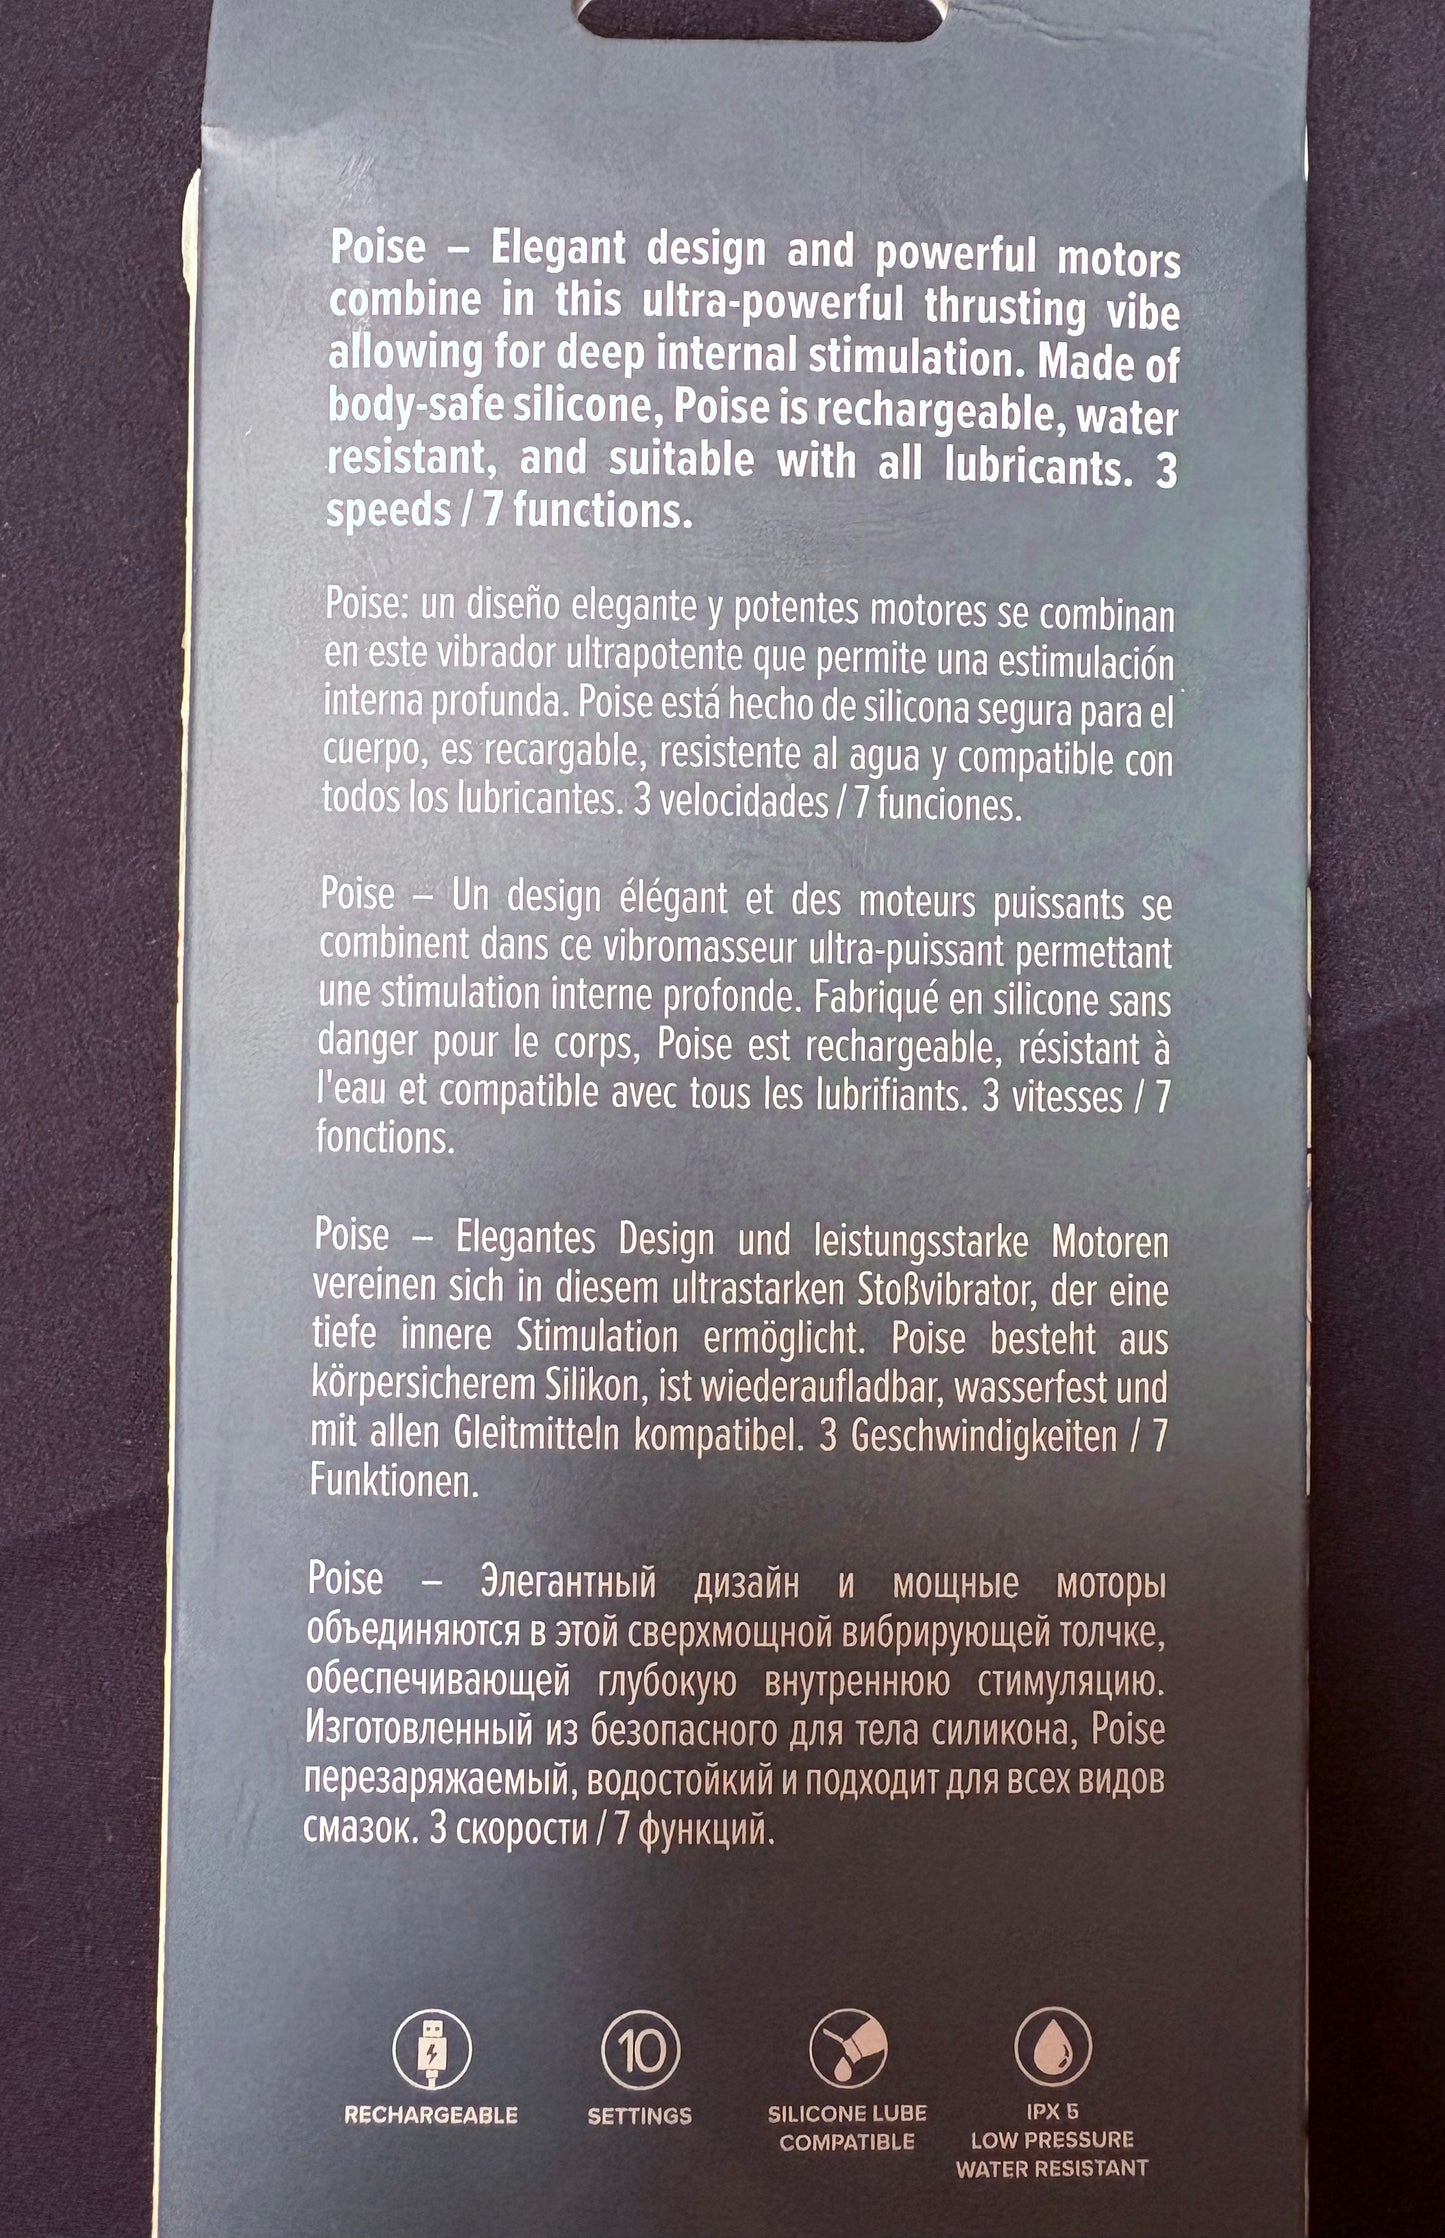 Poise – Elegant design and powerful motors
combine in this ultra-powerful thrusting vibe
allowing for deep internal stimulation. Made of
body-safe silicone, Poise is rechargeable, water
resistant, and suitable with all lubricants. 3
speeds / 7 functions.
Poise: un diseño elegante y potentes motores se combinan
en este vibrador ultrapotente que permite una estimulación
interna profunda. Poise está hecho de silicona segura para el
cuerpo, es recargable, resistente al agua y compatible con
todos los lubricantes. 3 velocidades / 7 funciones.
Poise – Un design élégant et des moteurs puissants se
combinent dans ce vibromasseur ultra-puissant permettant
une stimulation interne profonde. Fabriqué en silicone sans
danger pour le corps, Poise est rechargeable, résistant à
l'eau et compatible avec tous les lubrifiants. 3 vitesses / 7
fonctions.
Poise – Elegantes Design und leistungsstarke Motoren
vereinen sich in diesem ultrastarken Stoßvibrator, der eine
tiefe innere Stimulation ermöglicht. Poise besteht aus
körpersicherem Silikon, ist wiederaufladbar, wasserfest und
mit allen Gleitmitteln kompatibel. 3 Geschwindigkeiten / 7
Funktionen.
Poise – Элегантный дизайн и мощные моторы
объединяются в этой сверхмощной вибрирующей толчке,
обеспечивающей глубокую внутреннюю стимуляцию.
Изготовленный из безопасного для тела силикона, Poise
перезаряжаемый, водостойкий и подходит для всех видов
смазок. 3 скорости / 7 функций.
10
RECHARGEABLE SETTINGS SILICONE LUBE IPX 5
COMPATIBLE LOW PRESSURE
WATER RESISTANT